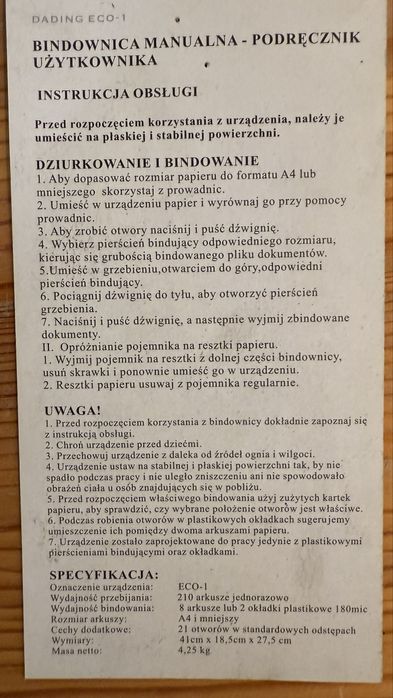 DADING ECO-1
BINDOWNICA MANUALNA - PODRĘCZNIK
UŻYTKOWNIKA
INSTRUKCJA OBSŁUGI
Przed rozpoczęciem korzystania z urządzenia, należy je
umieścić na płaskiej i stabilnej powierzchni.
DZIURKOWANIE I BINDOWANIE
1. Aby dopasować rozmiar papieru do formatu A4 lub
mniejszego skorzystaj z prowadnic.
2. Umieść w urządzeniu papier i wyrównaj go przy pomocy
prowadnic.
3. Aby zrobić otwory naciśnij i puść dźwignię.
4. Wybierz pierścień bindujący odpowiedniego rozmiaru,
kierując się grubością bindowanego pliku dokumentów.
5.Umieść w grzebieniu,otwarciem do góry,odpowiedni
pierścień bindujący.
6. Pociągnij dźwignię do tyłu, aby otworzyć pierścień
grzebienia.
7. Naciśnij i puść dźwignię, a następnie wyjmij zbindowane
dokumenty.
II. Opróżnianie pojemnika na resztki papieru.
1. Wyjmij pojemnik na resztki z dolnej części bindownicy,
usuń skrawki i ponownie umieść go w urządzeniu.
2. Resztki papieru usuwaj z pojemnika regularnie.
UWAGA!
1. Przed rozpoczęciem korzystania z bindownicy dokładnie zapoznaj się
z instrukcją obsługi.
2. Chroń urządzenie przed dziećmi.
3. Przechowuj urządzenie z daleka od źródeł ognia i wilgoci.
4. Urządzenie ustaw na stabilnej i płaskiej powierzchni tak, by nie
spadło podczas pracy i nie uległo zniszczeniu ani nie spowodowało
obrażeń ciała u osób znajdujących się w pobliżu.
5. Przed rozpoczęciem właściwego bindowania użyj zużytych kartek
papieru, aby sprawdzić, czy wybrane położenie otworów jest właściwe.
6. Podczas robienia otworów w plastikowych okładkach sugerujemy
umieszczenie ich pomiędzy dwoma arkuszami papieru.
7. Urządzenie zostało zaprojektowane do pracy jedynie z plastikowymi
pierścieniami bindującymi oraz okładkami.
SPECYFIKACJA:
Oznaczenie urządzenia: ECO-1
Wydajność przebijania: 210 arkusze jednorazowo
Wydajność bindowania: 8 arkusze lub 2 okładki plastikowe 180mic
Rozmiar arkuszy: A4 i mniejszy
Cechy dodatkowe: 21 otworów w standardowych odstępach
Wymiary: 41cm x 18,5cm x 27,5 cm
Masa netto: 4,25 kg